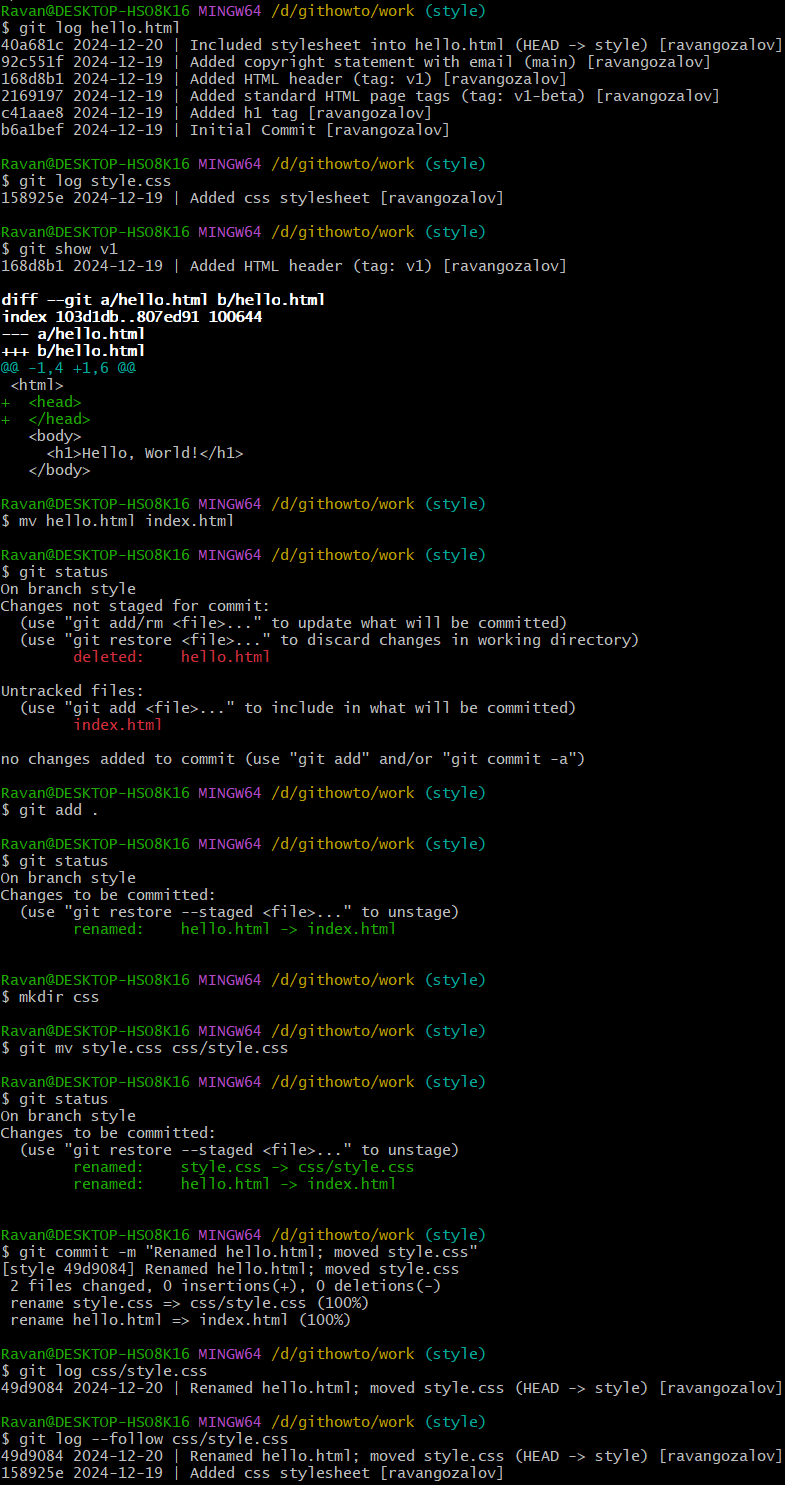 Ravan@DESKTOP-HSO8K16 MINGW64 /d/githowto/work (style)
$ git log hello.html
40a681c 2024-12-20 | Included stylesheet into hello.html (HEAD -> style) [ravangozalov]
92c551f 2024-12-19 | Added copyright statement with email (main) [ravangozalov]
168d8b1 2024-12-19 | Added HTML header (tag: v1) [ravangozalov]
2169197 2024-12-19 | Added standard HTML page tags (tag: v1-beta) [ravangozalov]
c41aae8 2024-12-19 | Added h1 tag [ravangozalov]
b6a1bef 2024-12-19 | Initial Commit [ravangozalov]

Ravan@DESKTOP-HSO8K16 MINGW64 /d/githowto/work (style)
$ git log style.css
158925e 2024-12-19 | Added css stylesheet [ravangozalov]

Ravan@DESKTOP-HSO8K16 MINGW64 /d/githowto/work (style)
$ git show v1
168d8b1 2024-12-19 | Added HTML header (tag: v1) [ravangozalov]

diff --git a/hello.html b/hello.html
index 103d1db..807ed91 100644
--- a/hello.html
+++ b/hello.html
@@ -1,4 +1,6 @@
 <html>
+  <head>
+  </head>
   <body>
     <h1>Hello, World!</h1>
   </body>

Ravan@DESKTOP-HSO8K16 MINGW64 /d/githowto/work (style)
$ mv hello.html index.html

Ravan@DESKTOP-HSO8K16 MINGW64 /d/githowto/work (style)
$ git status
On branch style
Changes not staged for commit:
  (use "git add/rm <file>..." to update what will be committed)
  (use "git restore <file>..." to discard changes in working directory)
        deleted:    hello.html

Untracked files:
  (use "git add <file>..." to include in what will be committed)
        index.html

no changes added to commit (use "git add" and/or "git commit -a")

Ravan@DESKTOP-HSO8K16 MINGW64 /d/githowto/work (style)
$ git add .

Ravan@DESKTOP-HSO8K16 MINGW64 /d/githowto/work (style)
$ git status
On branch style
Changes to be committed:
  (use "git restore --staged <file>..." to unstage)
        renamed:    hello.html -> index.html

Ravan@DESKTOP-HSO8K16 MINGW64 /d/githowto/work (style)
$ mkdir css

Ravan@DESKTOP-HSO8K16 MINGW64 /d/githowto/work (style)
$ git mv style.css css/style.css

Ravan@DESKTOP-HSO8K16 MINGW64 /d/githowto/work (style)
$ git status
On branch style
Changes to be committed:
  (use "git restore --staged <file>..." to unstage)
        renamed:    style.css -> css/style.css
        renamed:    hello.html -> index.html

Ravan@DESKTOP-HSO8K16 MINGW64 /d/githowto/work (style)
$ git commit -m "Renamed hello.html; moved style.css"
[style 49d9084] Renamed hello.html; moved style.css
 2 files changed, 0 insertions(+), 0 deletions(-)
 rename style.css => css/style.css (100%)
 rename hello.html => index.html (100%)

Ravan@DESKTOP-HSO8K16 MINGW64 /d/githowto/work (style)
$ git log css/style.css
49d9084 2024-12-20 | Renamed hello.html; moved style.css (HEAD -> style) [ravangozalov]

Ravan@DESKTOP-HSO8K16 MINGW64 /d/githowto/work (style)
$ git log --follow css/style.css
49d9084 2024-12-20 | Renamed hello.html; moved style.css (HEAD -> style) [ravangozalov]
158925e 2024-12-19 | Added css stylesheet [ravangozalov]